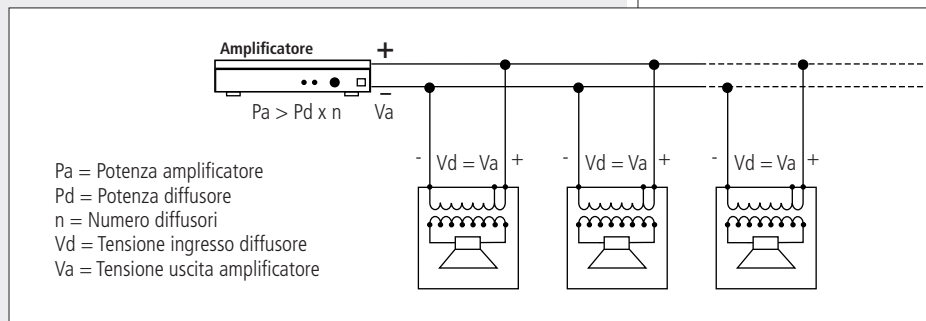 Amplificatore
+
–
Pa > Pd x n
Va
- Vd = Va +
- Vd = Va +
- Vd = Va +
Pa = Potenza amplificatore
Pd = Potenza diffusore
n = Numero diffusori
Vd = Tensione ingresso diffusore
Va = Tensione uscita amplificatore